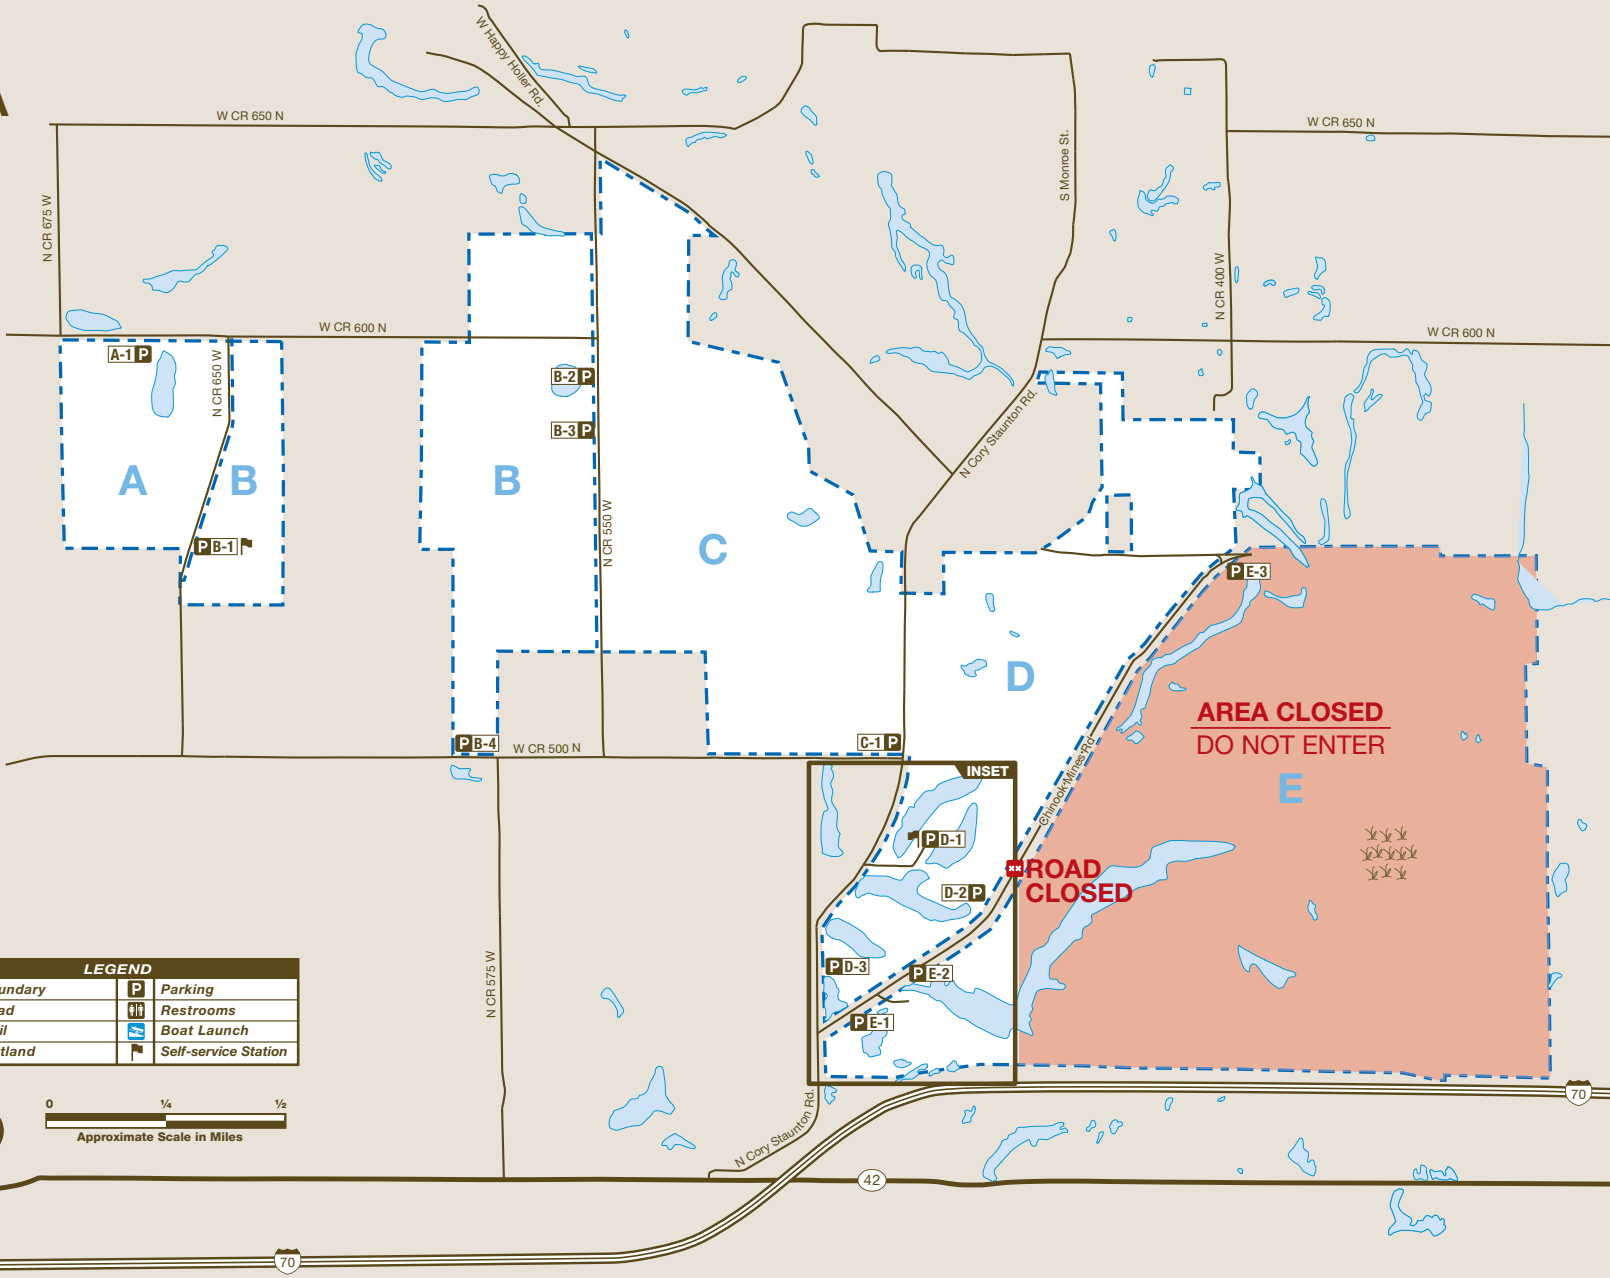 W Happy Holler Rd.
W CR 650 N
W CR 650 N
S Monroe St.
N CR 675 W
N CR 400 W
W CR 600 N
W CR 600 N
A-1 P
N CR 650 W
B-2 P
B-3 P
N Cory Staunton Rd.
A
B
B
C
N CR 550 W
P B-1
P E-3
D
AREA CLOSED
DO NOT ENTER
E
P B-4
W CR 500 N
C-1 P
Chinook Mines Rd
INSET
P D-1
ROAD
CLOSED
D-2 P
P D-3
P E-2
P E-1
N CR 575 W
LEGEND
undary
P
Parking
ad
Restrooms
il
Boat Launch
tland
Self-service Station
0 ¼ ½
Approximate Scale in Miles
70
N Cory Staunton Rd.
42
70